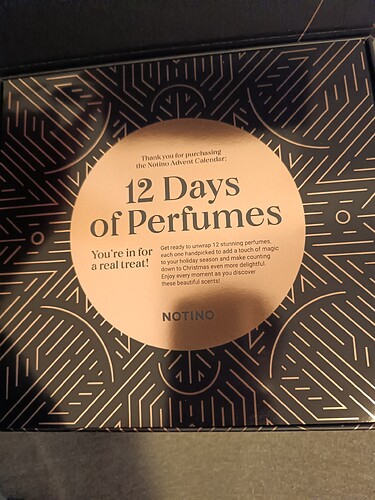 Thank you for purchasing
the Notino Advent Calendar:
12 Days
of Perfumes
You're in for
a real treat!
Get ready to unwrap 12 stunning perfumes,
each one handpicked to add a touch of magic
to your holiday season and make counting
down to Christmas even more delightful.
Enjoy every moment as you discover
these beautiful scents!
NOTINO